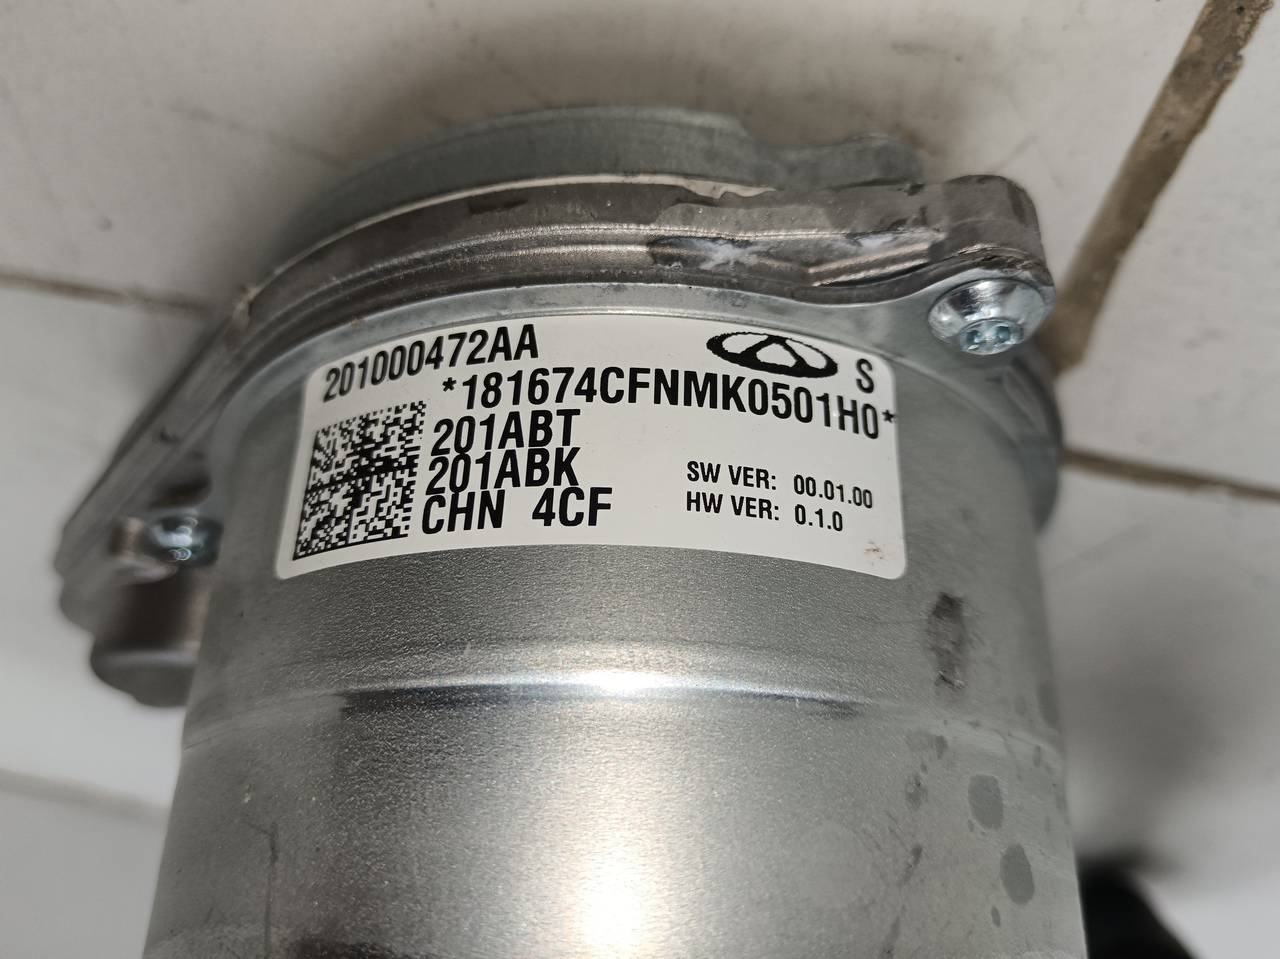 201000472AA
S
*181674CFNMK0501H0*
201ABT
201ABK
CHN 4CF
SW VER: 00.01.00
HW VER: 0.1.0